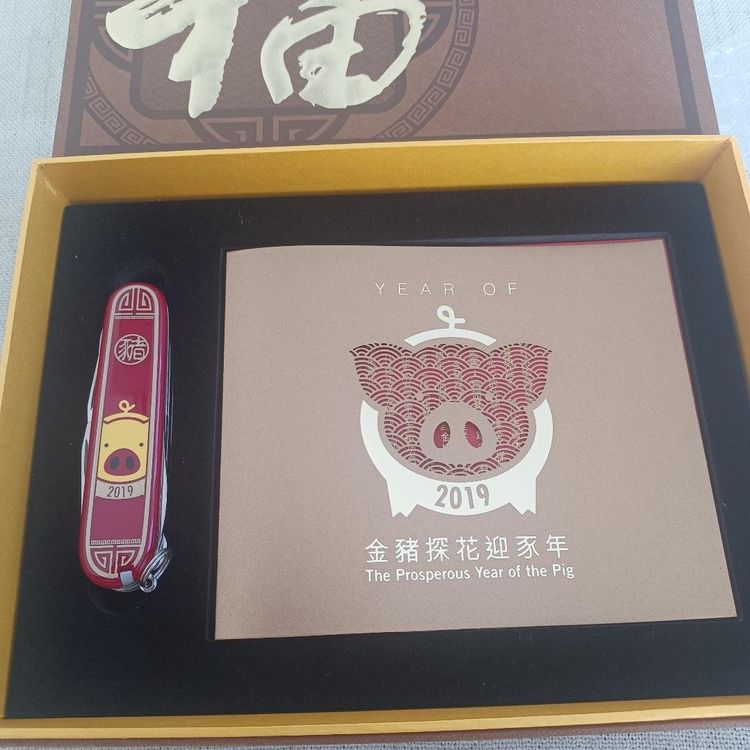 福
豬
2019
YEAR OF
2019
金豬探花迎豕年
The Prosperous Year of the Pig